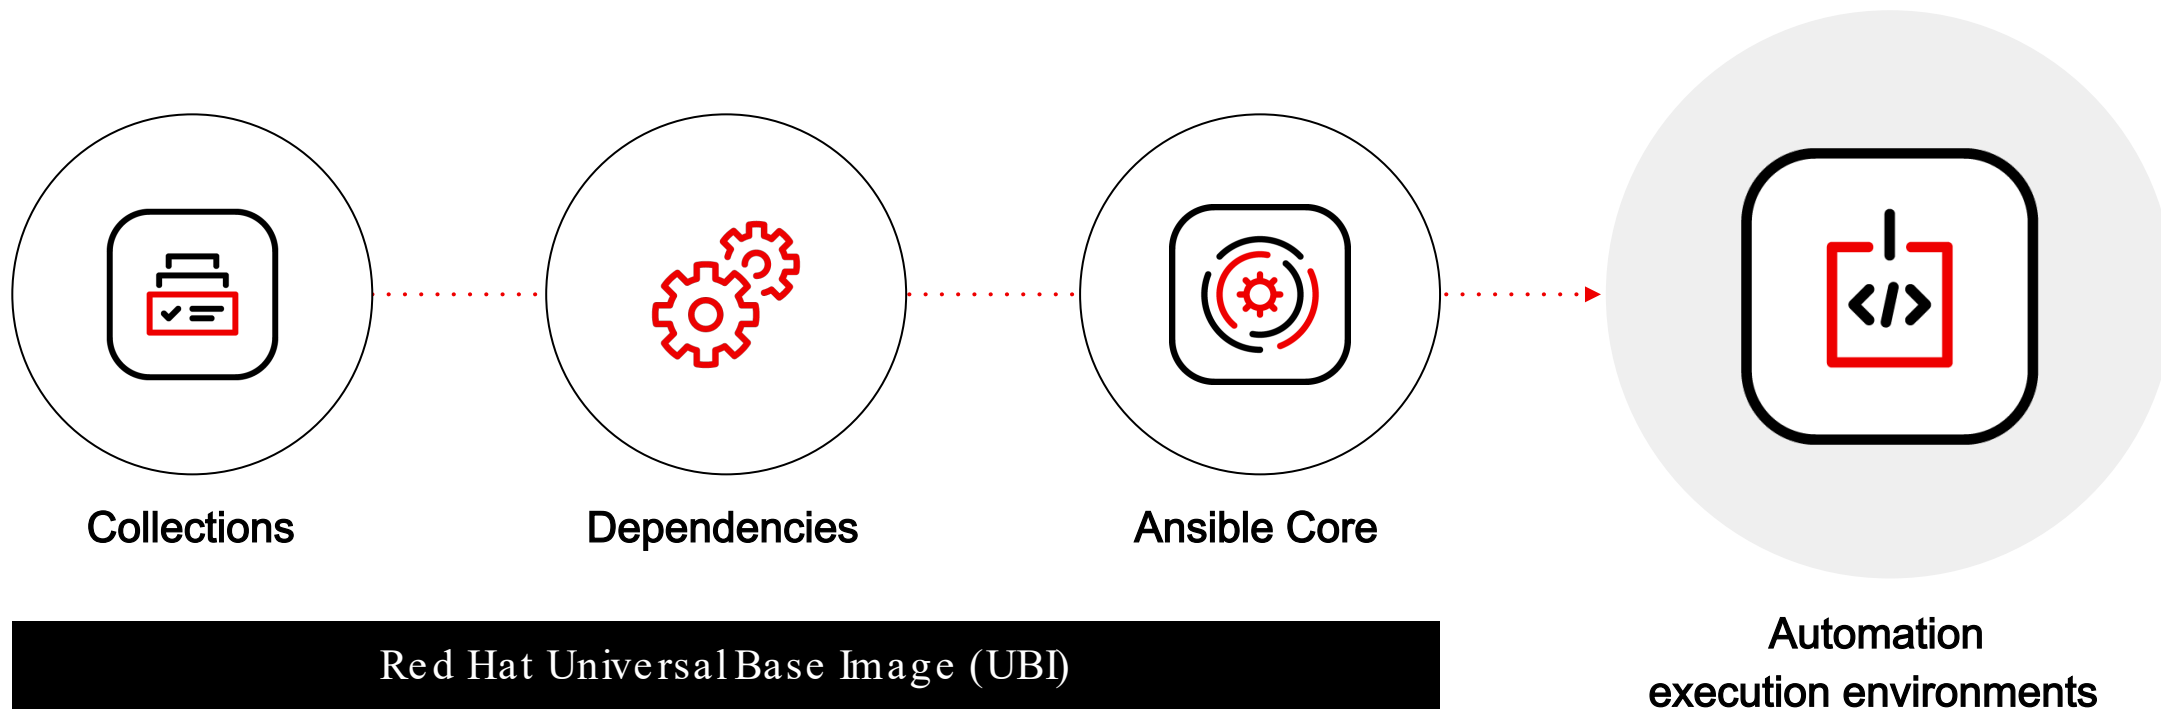 Collections
Dependencies
Ansible Core
Red Hat Universal Base Image (UBI)
Automation
execution environments